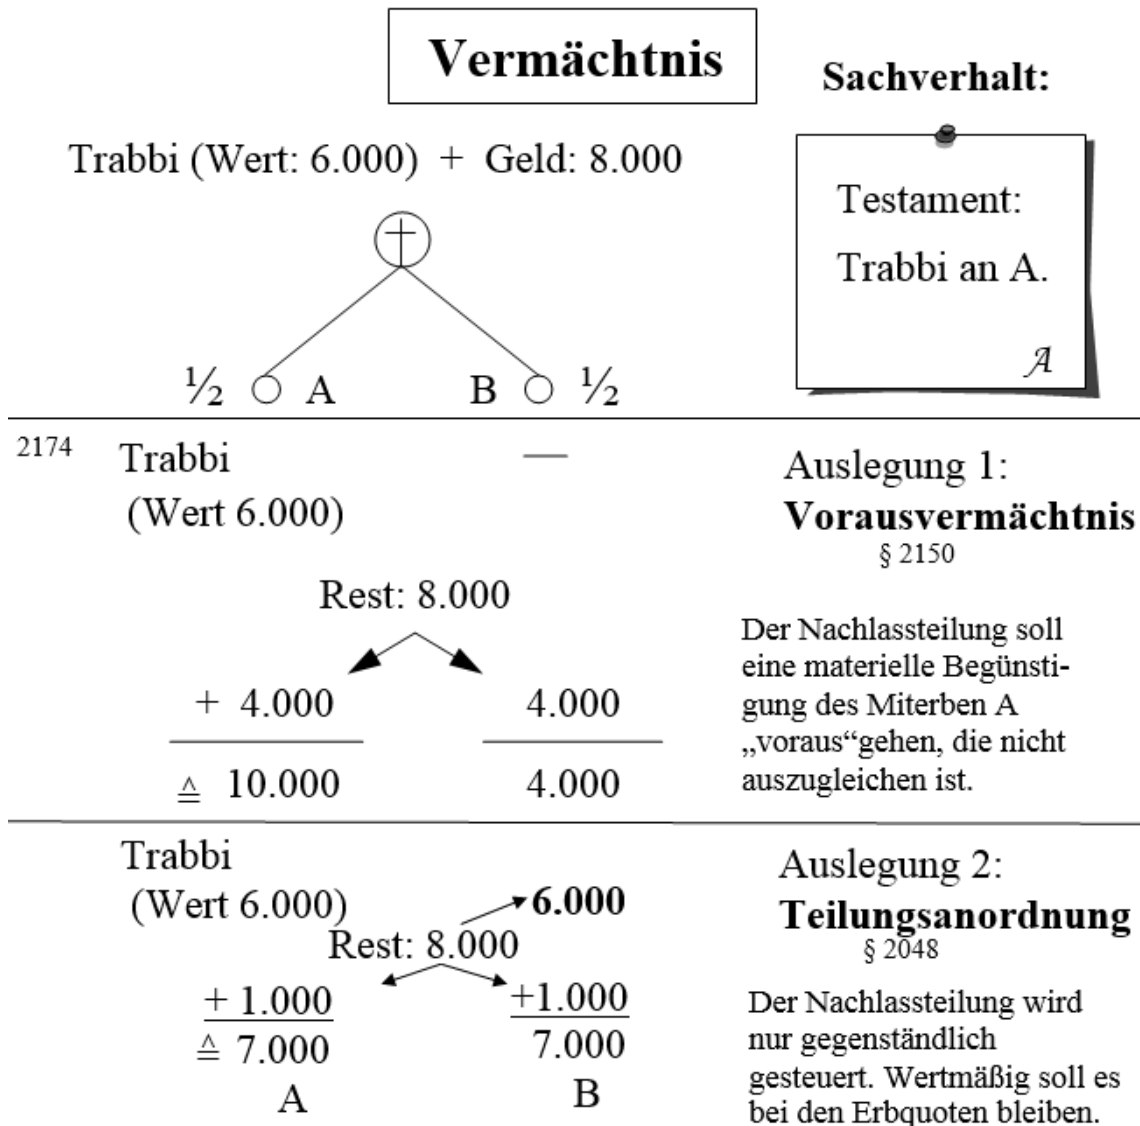 Vermächtnis
Sachverhalt:
Trabbi (Wert: 6.000) + Geld: 8.000
Testament:
Trabbi an A.
A
½ A B ½
2174 Trabbi —
(Wert 6.000)
Auslegung 1:
Vorausvermächtnis
§ 2150
Rest: 8.000
+ 4.000 4.000
≙ 10.000 4.000
Der Nachlassteilung soll
eine materielle Begünsti-
gung des Miterben A
„voraus“gehen, die nicht
auszugleichen ist.
Trabbi
(Wert 6.000) 6.000
Rest: 8.000
+ 1.000 +1.000
≙ 7.000 7.000
A B
Auslegung 2:
Teilungsanordnung
§ 2048
Der Nachlassteilung wird
nur gegenständlich
gesteuert. Wertmäßig soll es
bei den Erbquoten bleiben.